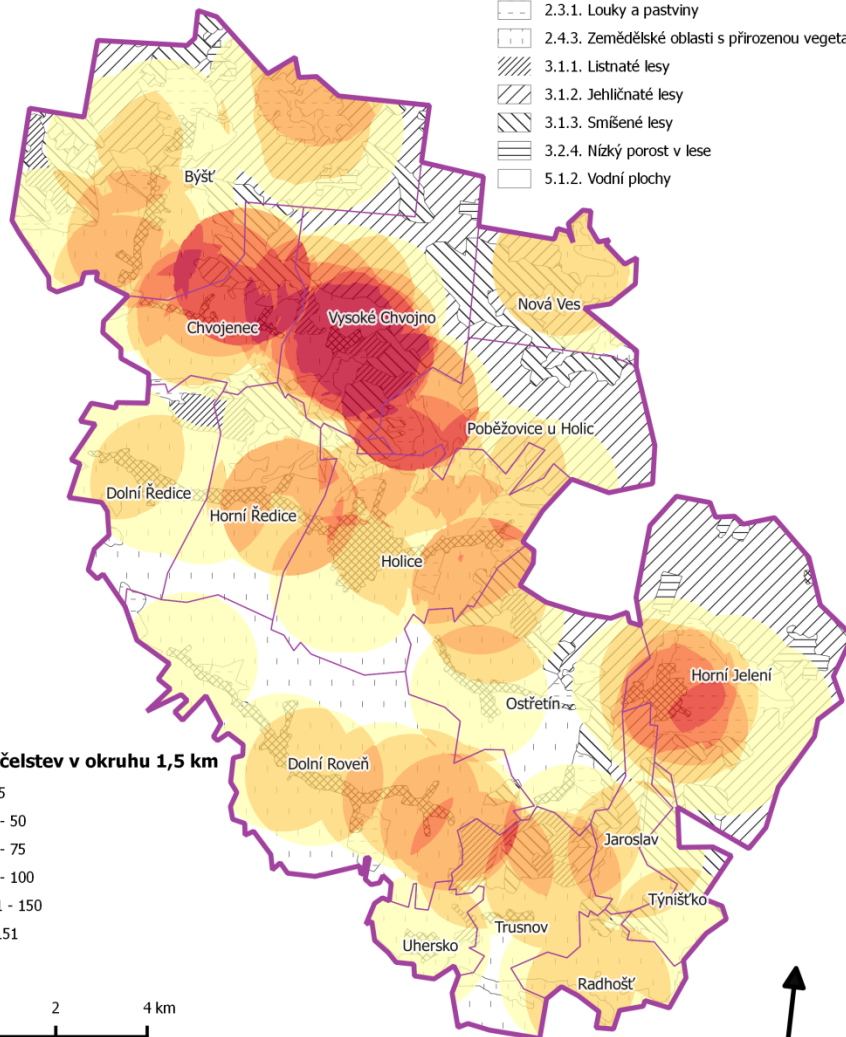 2.3.1. Louky a pastviny
2.4.3. Zemědělské oblasti s přirozenou vegeta
3.1.1. Listnaté lesy
3.1.2. Jehličnaté lesy
3.1.3. Smíšené lesy
3.2.4. Nízký porost v lese
5.1.2. Vodní plochy
Býšť
Nová Ves
Vysoké Chvojno
Chvojenec
Poběžovice u Holic
Dolní Ředice
Horní Ředice
Holice
Horní Jelení
Ostřetín
čelstev v okruhu 1,5 km
Dolní Roveň
5
- 50
- 75
- 100
1 - 150
151
Jaroslav
Týnišťko
Trusnov
Uhersko
Radhošť
2 4 km